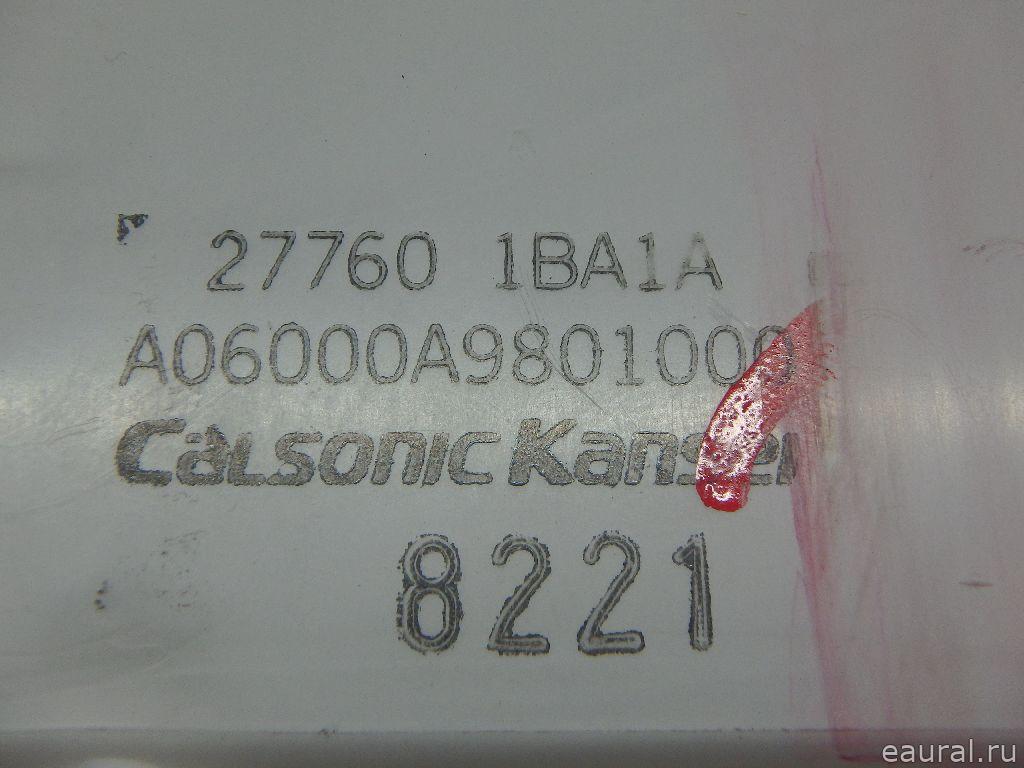 27760 1BA1A
A06000A9801000
CaLsonic Kansei
8221
eaural.ru